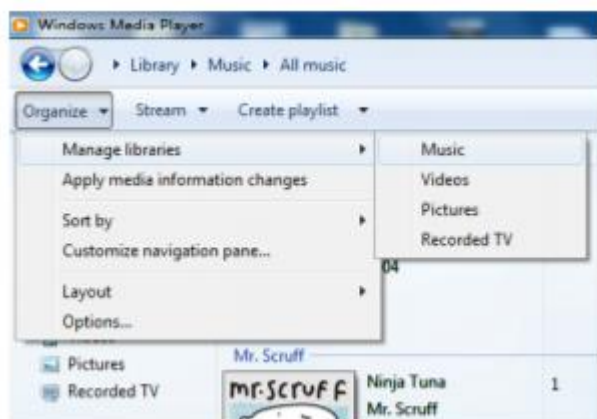 Windows Media Player
Library ▸ Music ▸ All music
Organize Stream Create playlist
Manage libraries
Apply media information changes
Sort by
Customize navigation pane...
Layout
Options...
Music
Videos
Pictures
Recorded TV
04
Pictures
Recorded TV
Mr. Scruff
mr.scruff
Ninja Tuna
Mr. Scruff
1